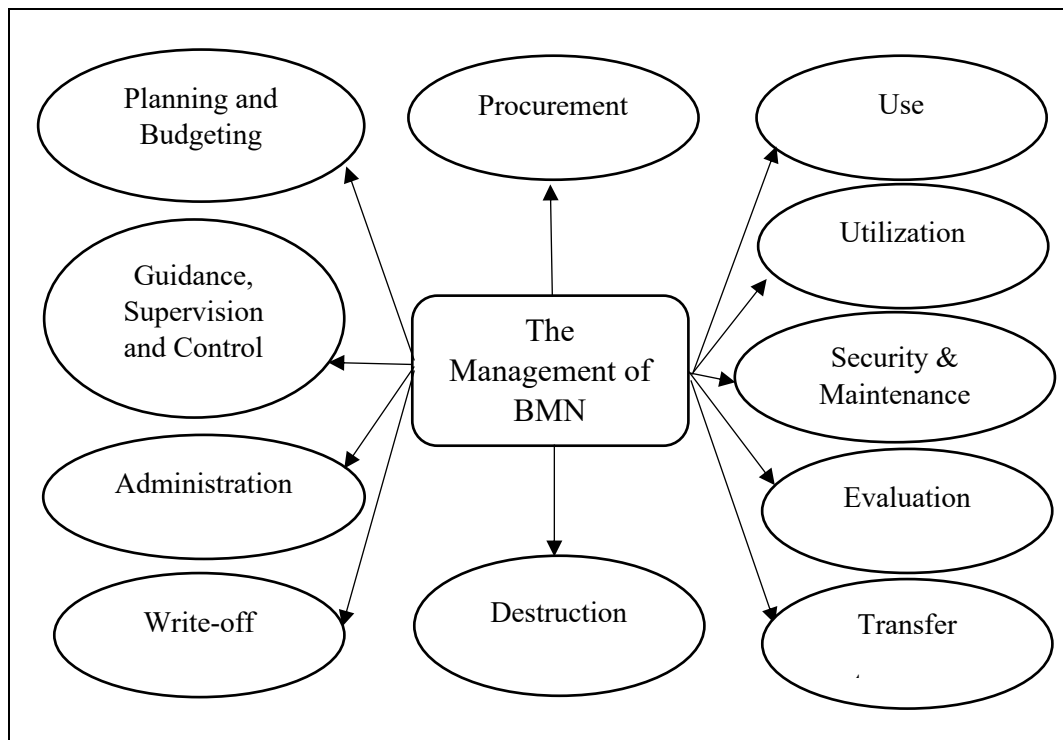 Planning and
Budgeting
Procurement
Use
Utilization
Guidance,
Supervision
and Control
The
Management of
BMN
Security &
Maintenance
Administration
Evaluation
Write-off
Destruction
Transfer